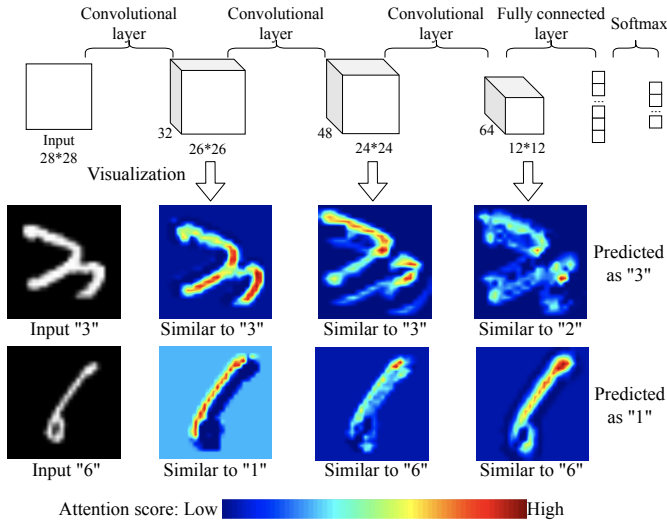 Convolutional layer
Convolutional layer
Convolutional layer
Fully connected layer
Softmax
Input
28*28
32
26*26
48
24*24
64
12*12
...
...
Visualization
Input "3"
Similar to "3"
Similar to "3"
Similar to "2"
Predicted as "3"
Input "6"
Similar to "1"
Similar to "6"
Similar to "6"
Predicted as "1"
Attention score: Low
High